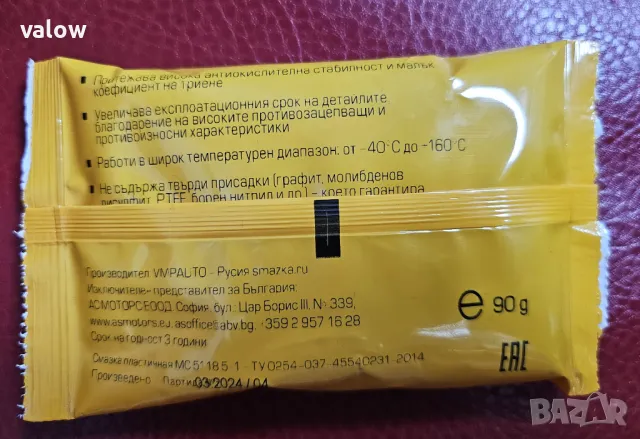 valow
Притежава висока антиокислителна стабилност и малък
коефициент на триене
Увеличава експлоатационния срок на детайлите
благодарение на високите противозацепващи и
противоизносни характеристики
Работи в широк температурен диапазон: от -40°C до +160°C
Не съдържа твърди присадки (графит, молибденов
дисулфит, PTFE, борен нитрид и др.) - което гарантира
Производител: VMPAUTO - Русия smazka.ru
Изключителен представител за България:
АСМОТОРС ЕООД София, бул.: Цар Борис III, № 339,
www.asmotors.eu, asoffice@abv.bg, +359 2 957 16 28
Срок на годност 3 години
e 90 g
Смазка пластичная МС 5118.5-1 - ТУ 0254-037-45540231-2014
EAC
Произведено Партида 03 2024 / 04
BAZAR.bg